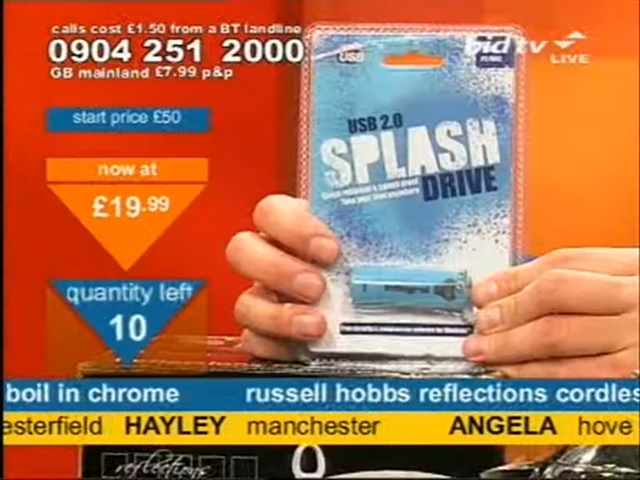 calls cost £1.50 from a BT landline
0904 251 2000
GB mainland £7.99 p&p
bid tv
LIVE
start price £50
now at
£19.99
quantity left
10
USB
USB 2.0
SPLASH
DRIVE
boil in chrome russell hobbs reflections cordles
esterfield HAYLEY manchester ANGELA hove
reflections